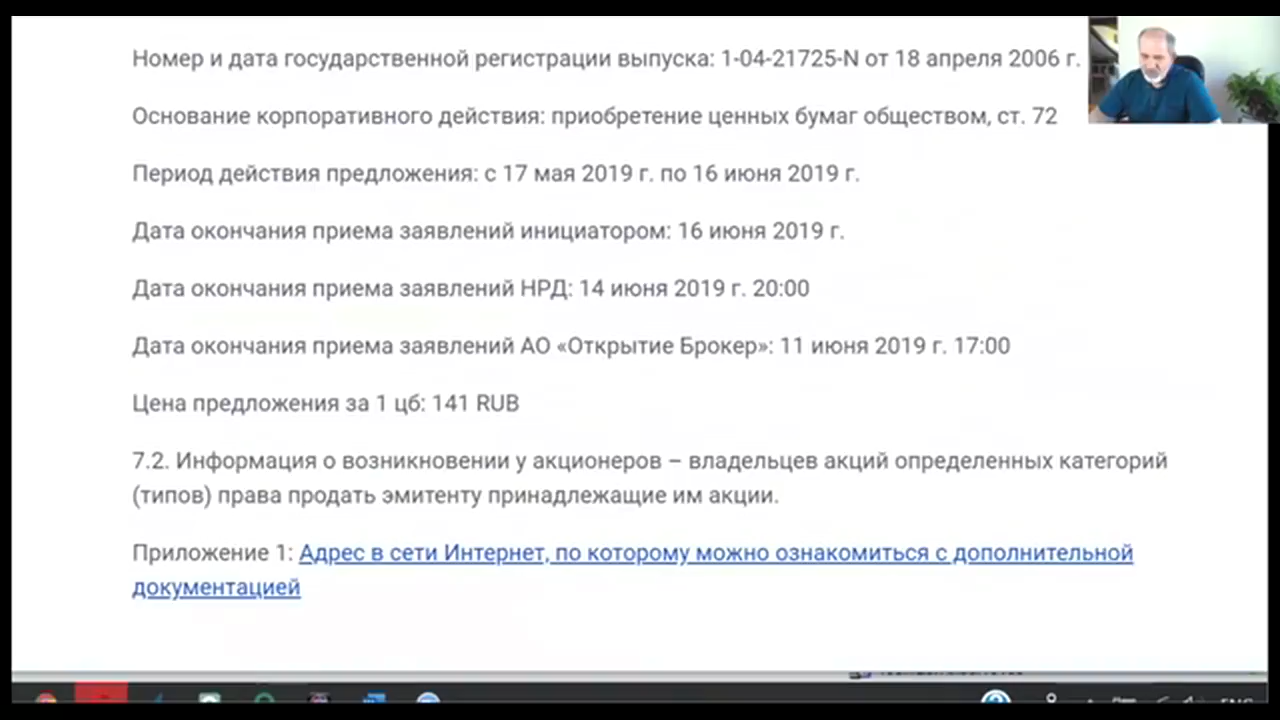 Номер и дата государственной регистрации выпуска: 1-04-21725-N от 18 апреля 2006 г.
Основание корпоративного действия: приобретение ценных бумаг обществом, ст. 72
Период действия предложения: с 17 мая 2019 г. по 16 июня 2019 г.
Дата окончания приема заявлений инициатором: 16 июня 2019 г.
Дата окончания приема заявлений НРД: 14 июня 2019 г. 20:00
Дата окончания приема заявлений АО «Открытие Брокер»: 11 июня 2019 г. 17:00
Цена предложения за 1 цб: 141 RUB
7.2. Информация о возникновении у акционеров – владельцев акций определенных категорий
(типов) права продать эмитенту принадлежащие им акции.
Приложение 1: Адрес в сети Интернет, по которому можно ознакомиться с дополнительной
документацией